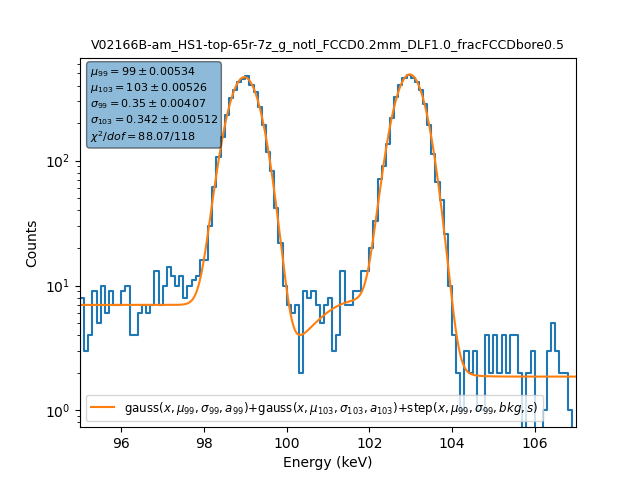 V02166B-am_HS1-top-65r-7z_g_notl_FCCD0.2mm_DLF1.0_fracFCCDbore0.5
μ₉₉ = 99 ± 0.00534
μ₁₀₃ = 103 ± 0.00526
σ₉₉ = 0.35 ± 0.00407
σ₁₀₃ = 0.342 ± 0.00512
χ²/dof = 88.07/118
10²
10¹
10⁰
Counts
gauss(x, μ₉₉, σ₉₉, a₉₉)+gauss(x, μ₁₀₃, σ₁₀₃, a₁₀₃)+step(x, μ₉₉, σ₉₉, bkg, s)
96 98 100 102 104 106
Energy (keV)